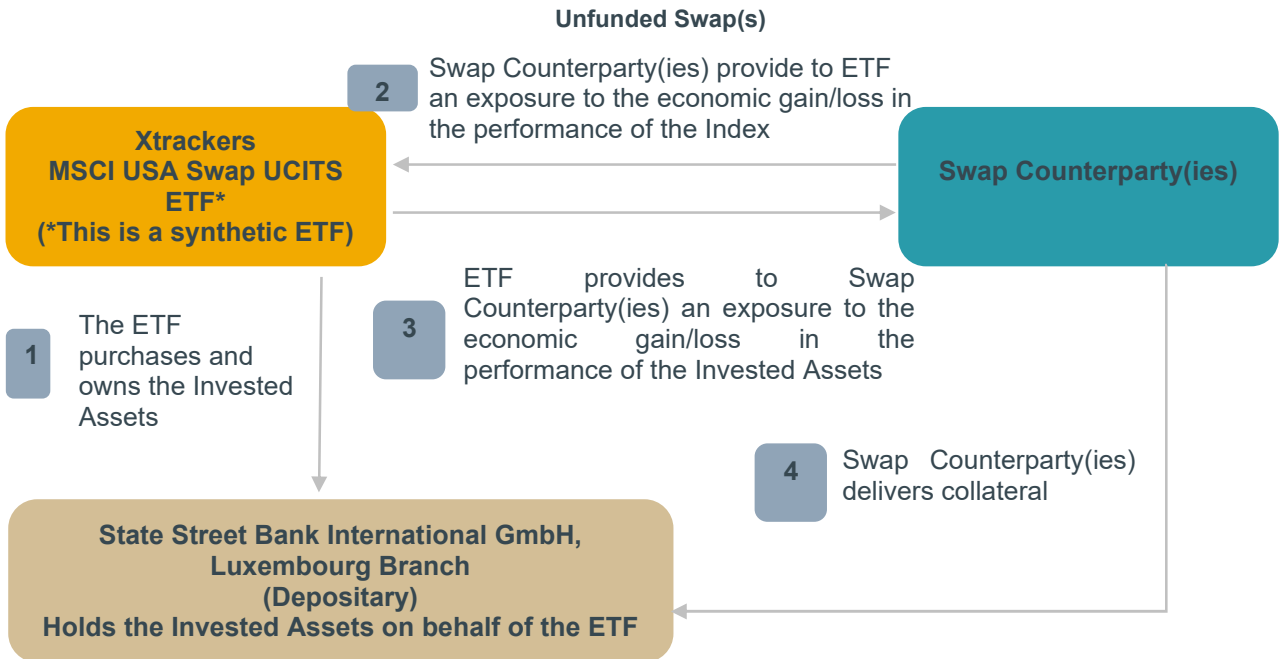 Unfunded Swap(s)
2
Swap Counterparty(ies) provide to ETF
an exposure to the economic gain/loss in
the performance of the Index
Xtrackers
MSCI USA Swap UCITS
ETF*
(*This is a synthetic ETF)
Swap Counterparty(ies)
1
The ETF
purchases and
owns the Invested
Assets
3
ETF provides to Swap
Counterparty(ies) an exposure to the
economic gain/loss in the
performance of the Invested Assets
4
Swap Counterparty(ies)
delivers collateral
State Street Bank International GmbH,
Luxembourg Branch
(Depositary)
Holds the Invested Assets on behalf of the ETF